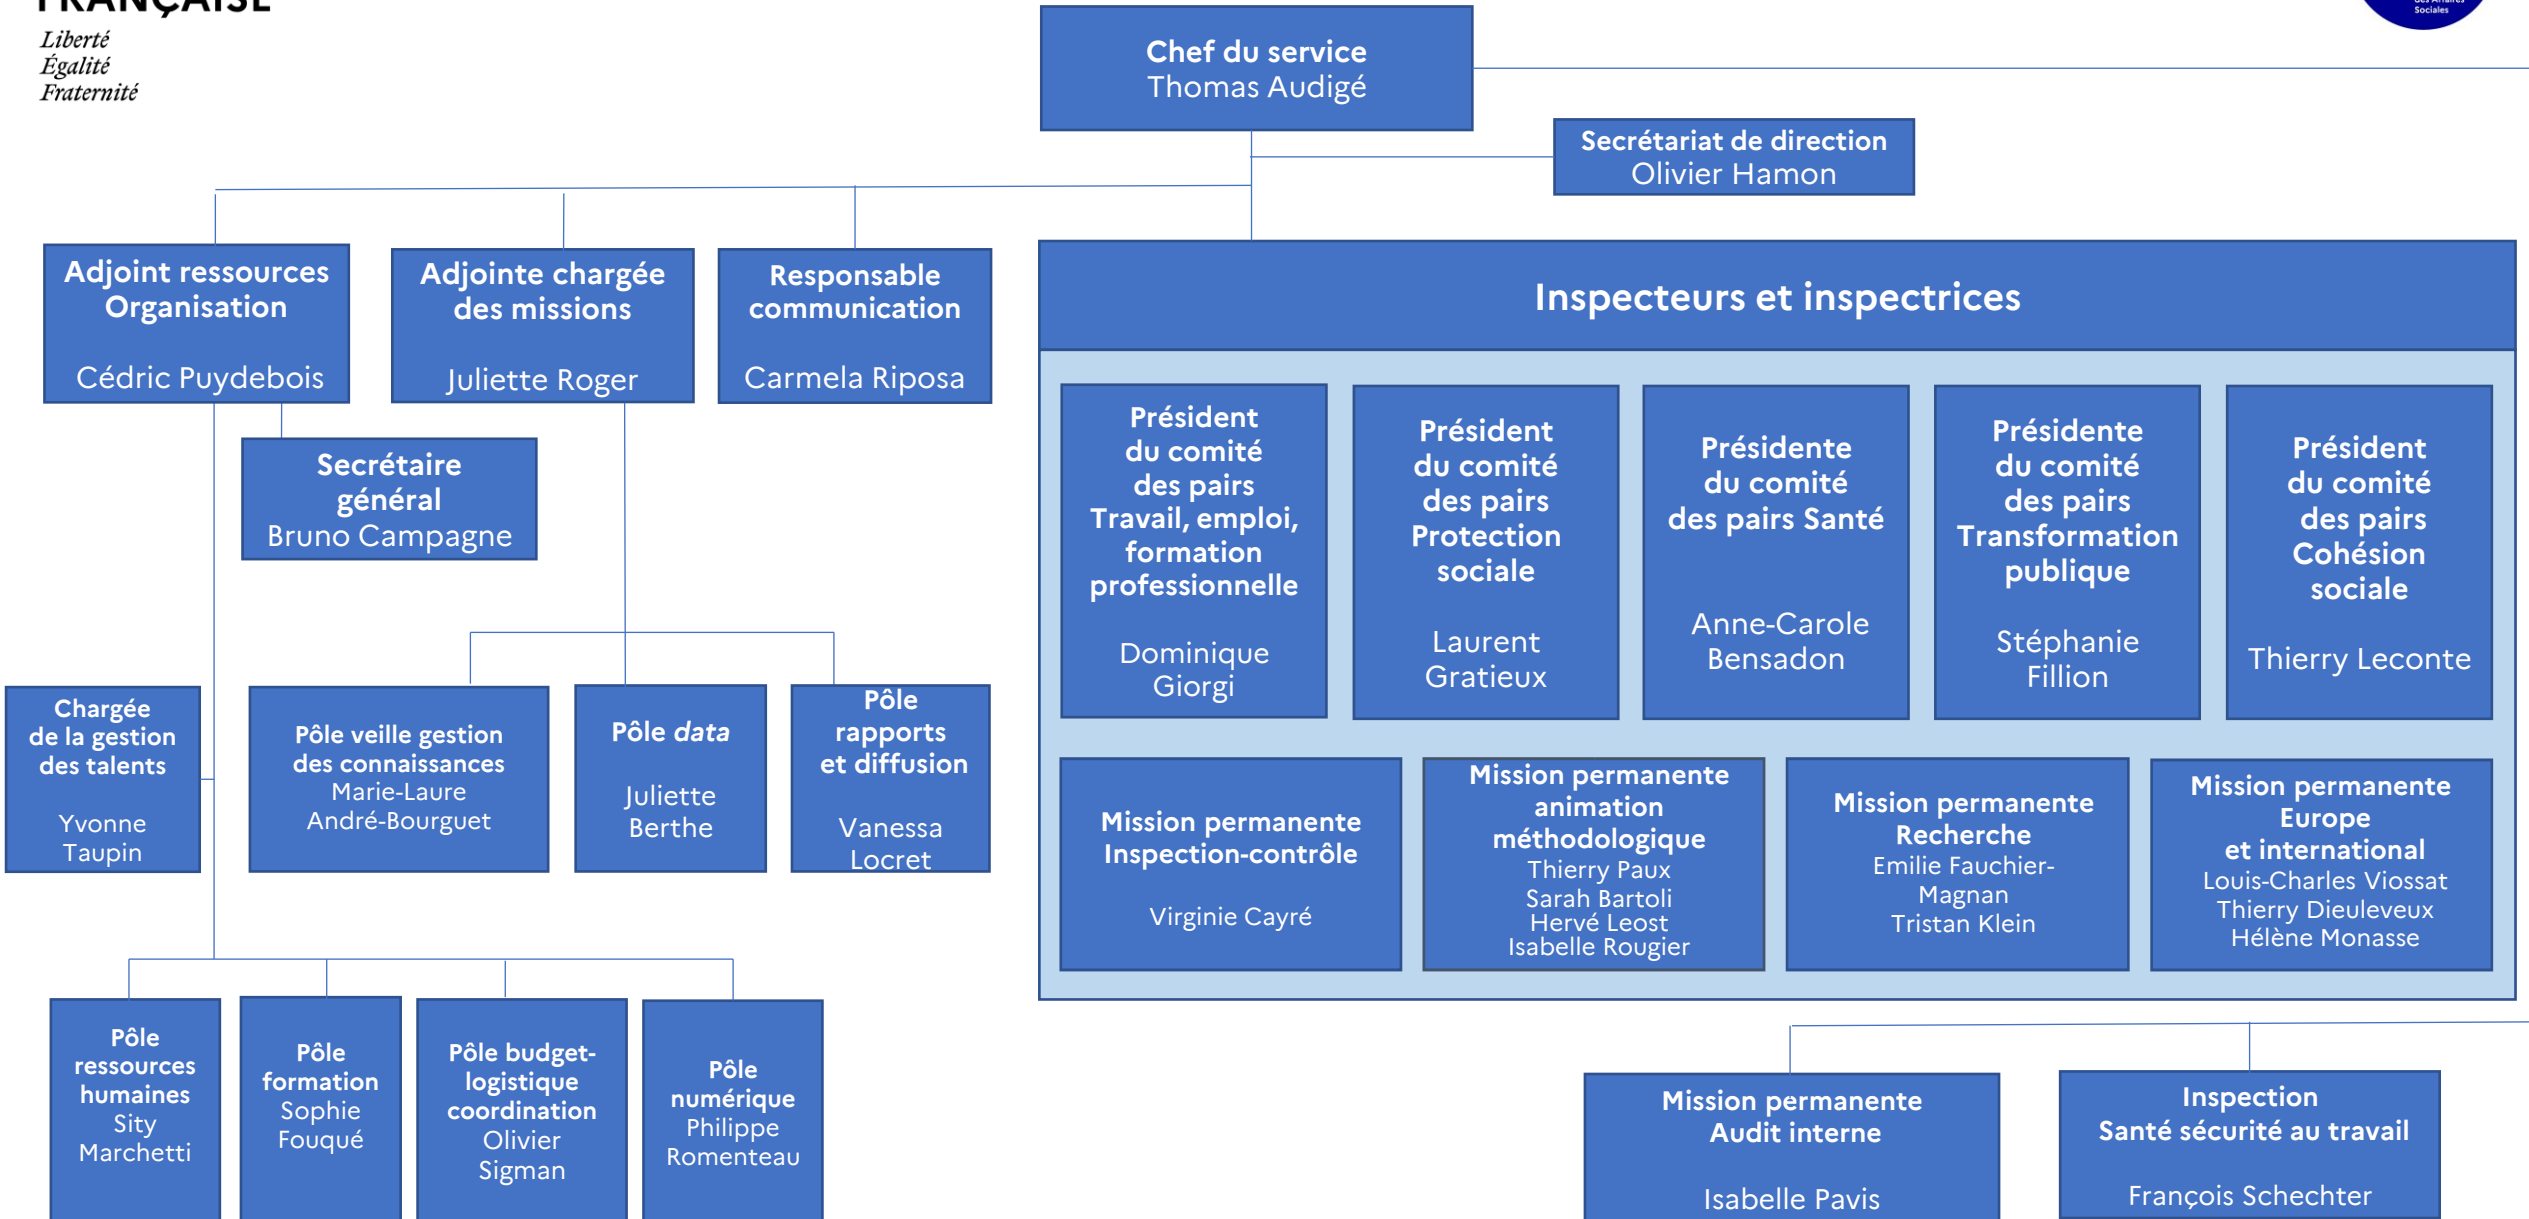 FRANÇAISE
Liberté
Égalité
Fraternité
des Affaires
Sociales
Chef du service
Thomas Audigé
Secrétariat de direction
Olivier Hamon
Adjoint ressources
Organisation
Cédric Puydebois
Adjointe chargée
des missions
Juliette Roger
Responsable
communication
Carmela Riposa
Secrétaire
général
Bruno Campagne
Chargée
de la gestion
des talents
Yvonne
Taupin
Pôle veille gestion
des connaissances
Marie-Laure
André-Bourguet
Pôle data
Juliette
Berthe
Pôle
rapports
et diffusion
Vanessa
Locret
Pôle
ressources
humaines
Sity
Marchetti
Pôle
formation
Sophie
Fouqué
Pôle budget-
logistique
coordination
Olivier
Sigman
Pôle
numérique
Philippe
Romenteau
Inspecteurs et inspectrices
Président
du comité
des pairs
Travail, emploi,
formation
professionnelle
Dominique
Giorgi
Président
du comité
des pairs
Protection
sociale
Laurent
Gratieux
Présidente
du comité
des pairs Santé
Anne-Carole
Bensadon
Présidente
du comité
des pairs
Transformation
publique
Stéphanie
Fillion
Président
du comité
des pairs
Cohésion
sociale
Thierry Leconte
Mission permanente
Inspection-contrôle
Virginie Cayré
Mission permanente
animation
méthodologique
Thierry Paux
Sarah Bartoli
Hervé Leost
Isabelle Rougier
Mission permanente
Recherche
Emilie Fauchier-
Magnan
Tristan Klein
Mission permanente
Europe
et international
Louis-Charles Viossat
Thierry Dieuleveux
Hélène Monasse
Mission permanente
Audit interne
Isabelle Pavis
Inspection
Santé sécurité au travail
François Schechter